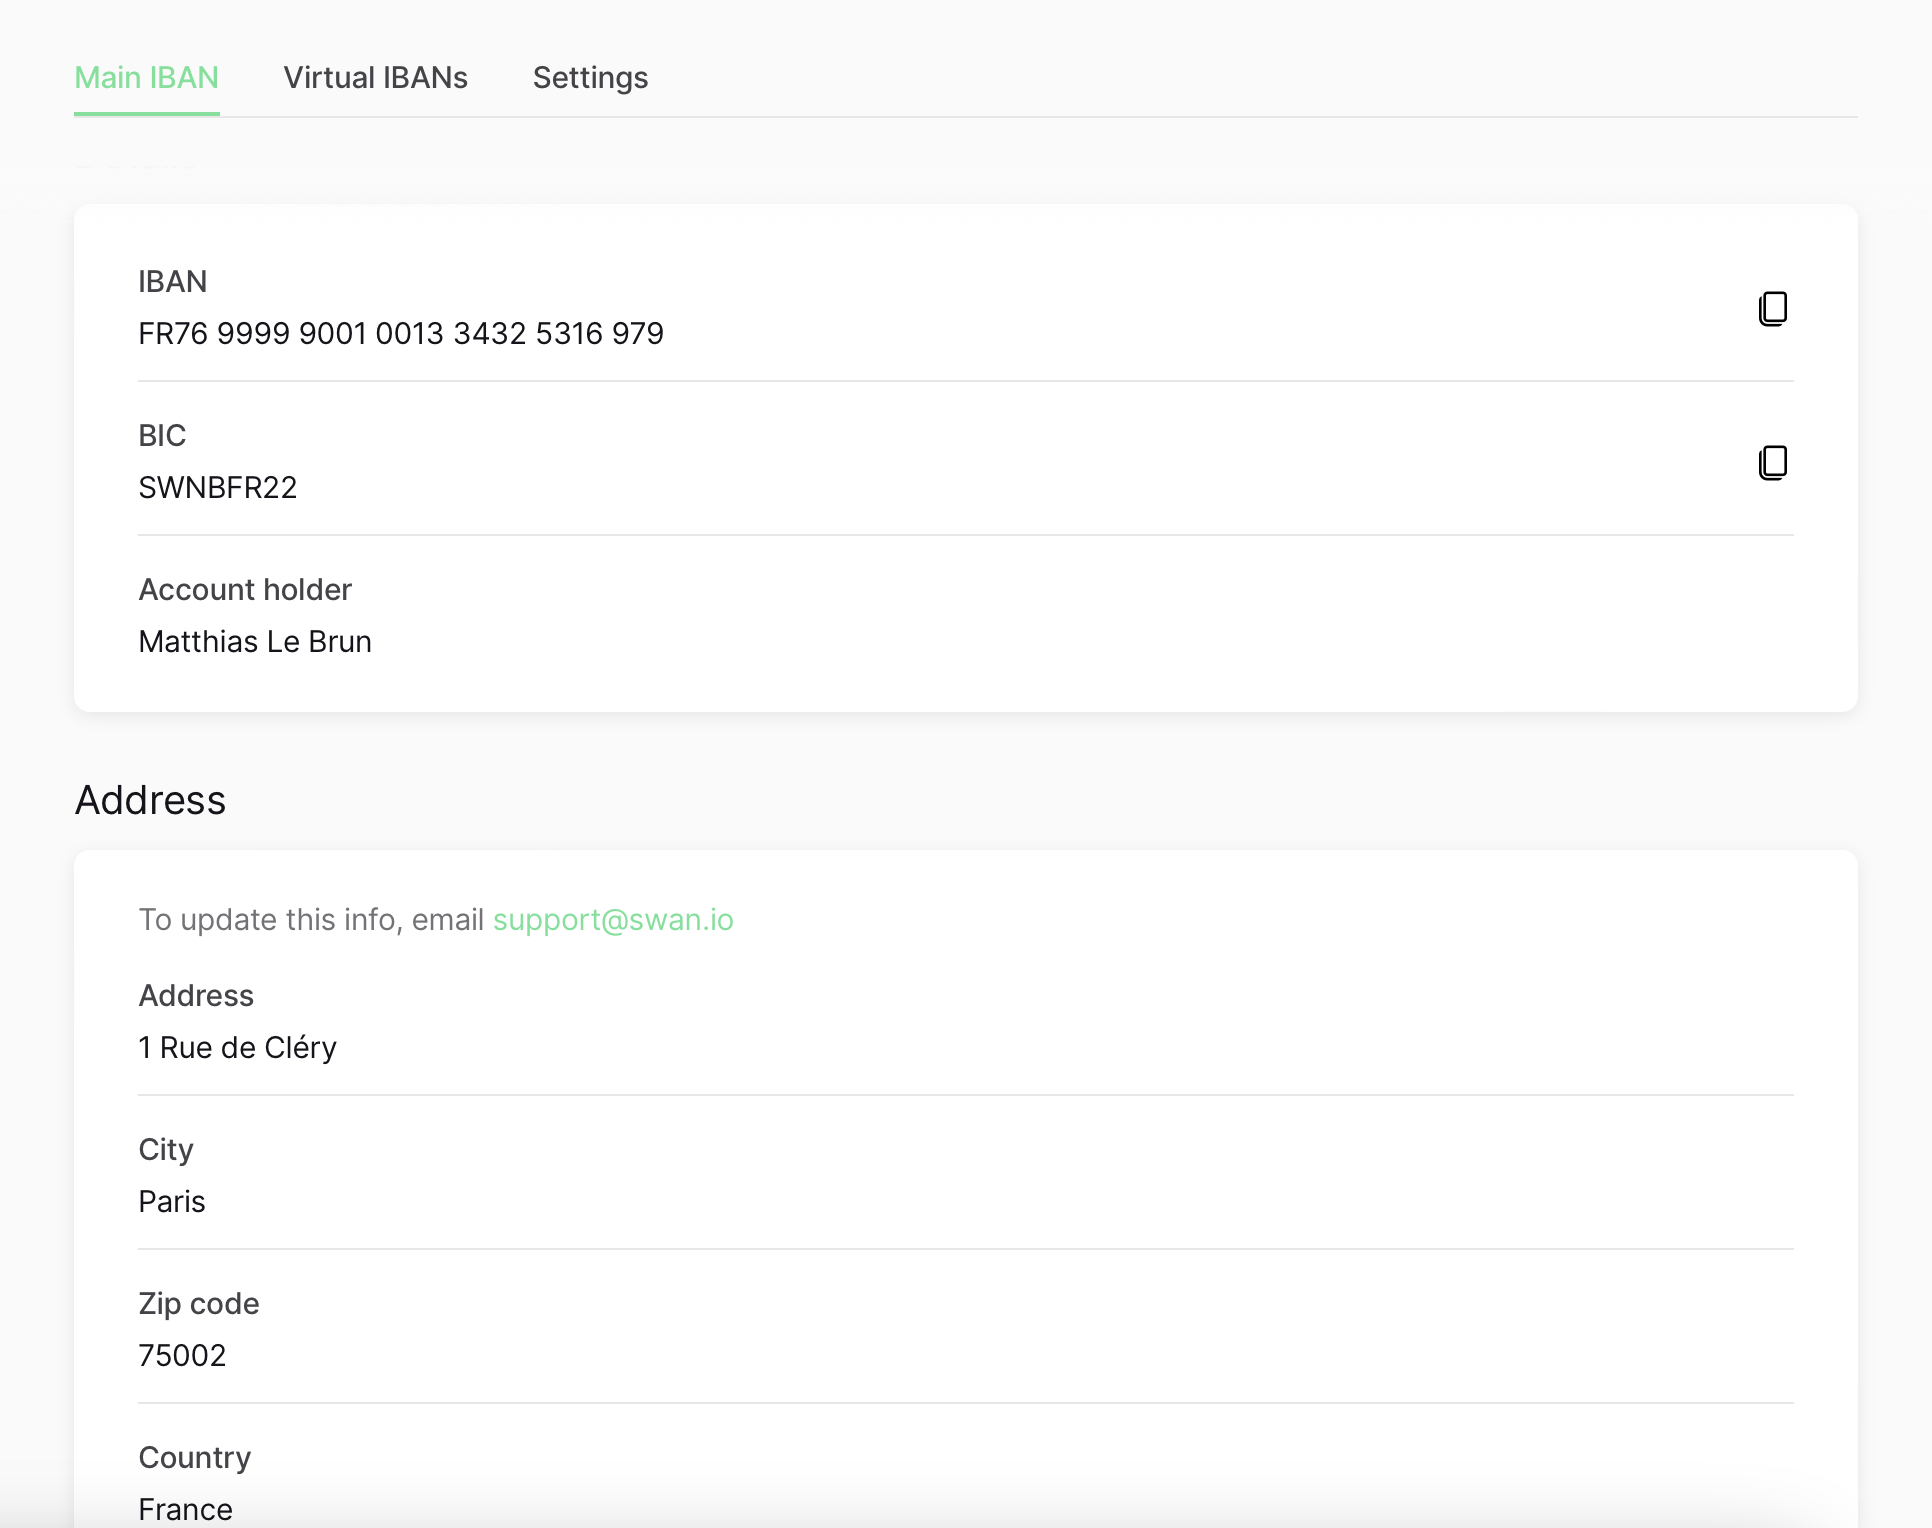 Main IBAN Virtual IBANs Settings
IBAN
FR76 9999 9001 0013 3432 5316 979
BIC
SWNBFR22
Account holder
Matthias Le Brun
Address
To update this info, email support@swan.io
Address
1 Rue de Cléry
City
Paris
Zip code
75002
Country
France